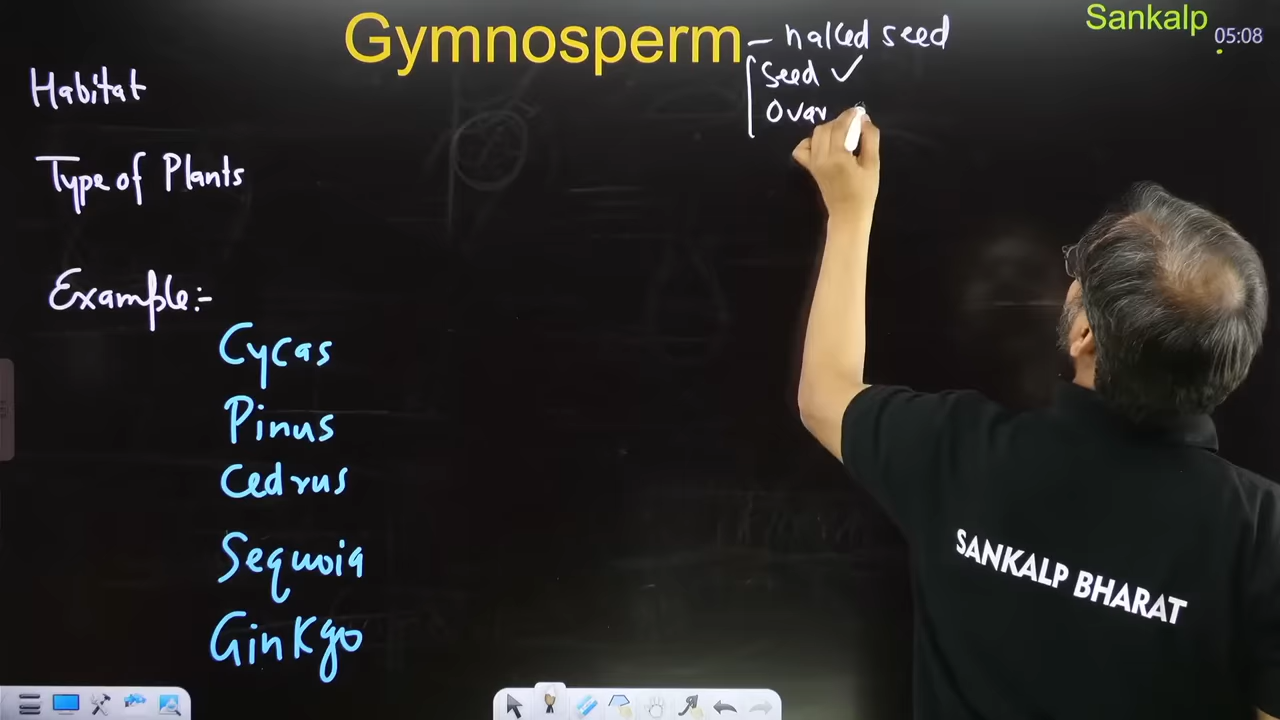 Gymnosperm – naked seed
Sankalp
05:08
Seed ✓
Ovar
Habitat
Type of Plants
Example:-
Cycas
Pinus
Cedrus
Sequoia
Ginkgo
SANKALP BHARAT